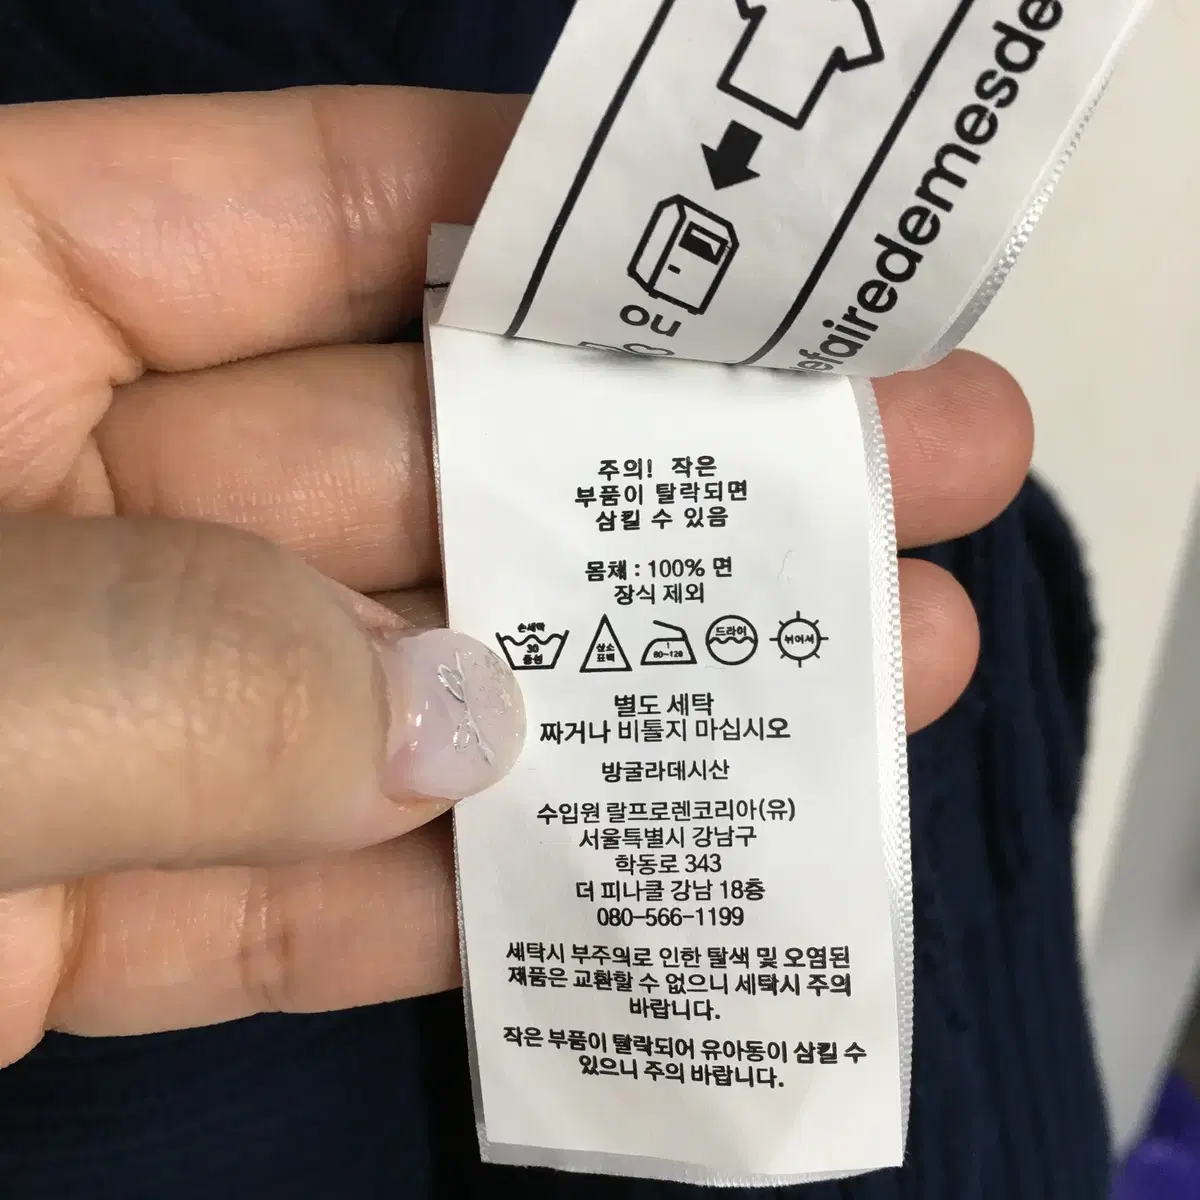 efairedemesde
OU
주의! 작은
부품이 탈락되면
삼킬 수 있음
몸체 : 100% 면
장식 제외
손세탁
30
중성
산소
표백
1
80~120
드라이
뉘어서
별도 세탁
짜거나 비틀지 마십시오
방글라데시산
수입원 랄프로렌코리아(유)
서울특별시 강남구
학동로 343
더 피나클 강남 18층
080-566-1199
세탁시 부주의로 인한 탈색 및 오염된
제품은 교환할 수 없으니 세탁시 주의
바랍니다.
작은 부품이 탈락되어 유아동이 삼킬 수
있으니 주의 바랍니다.